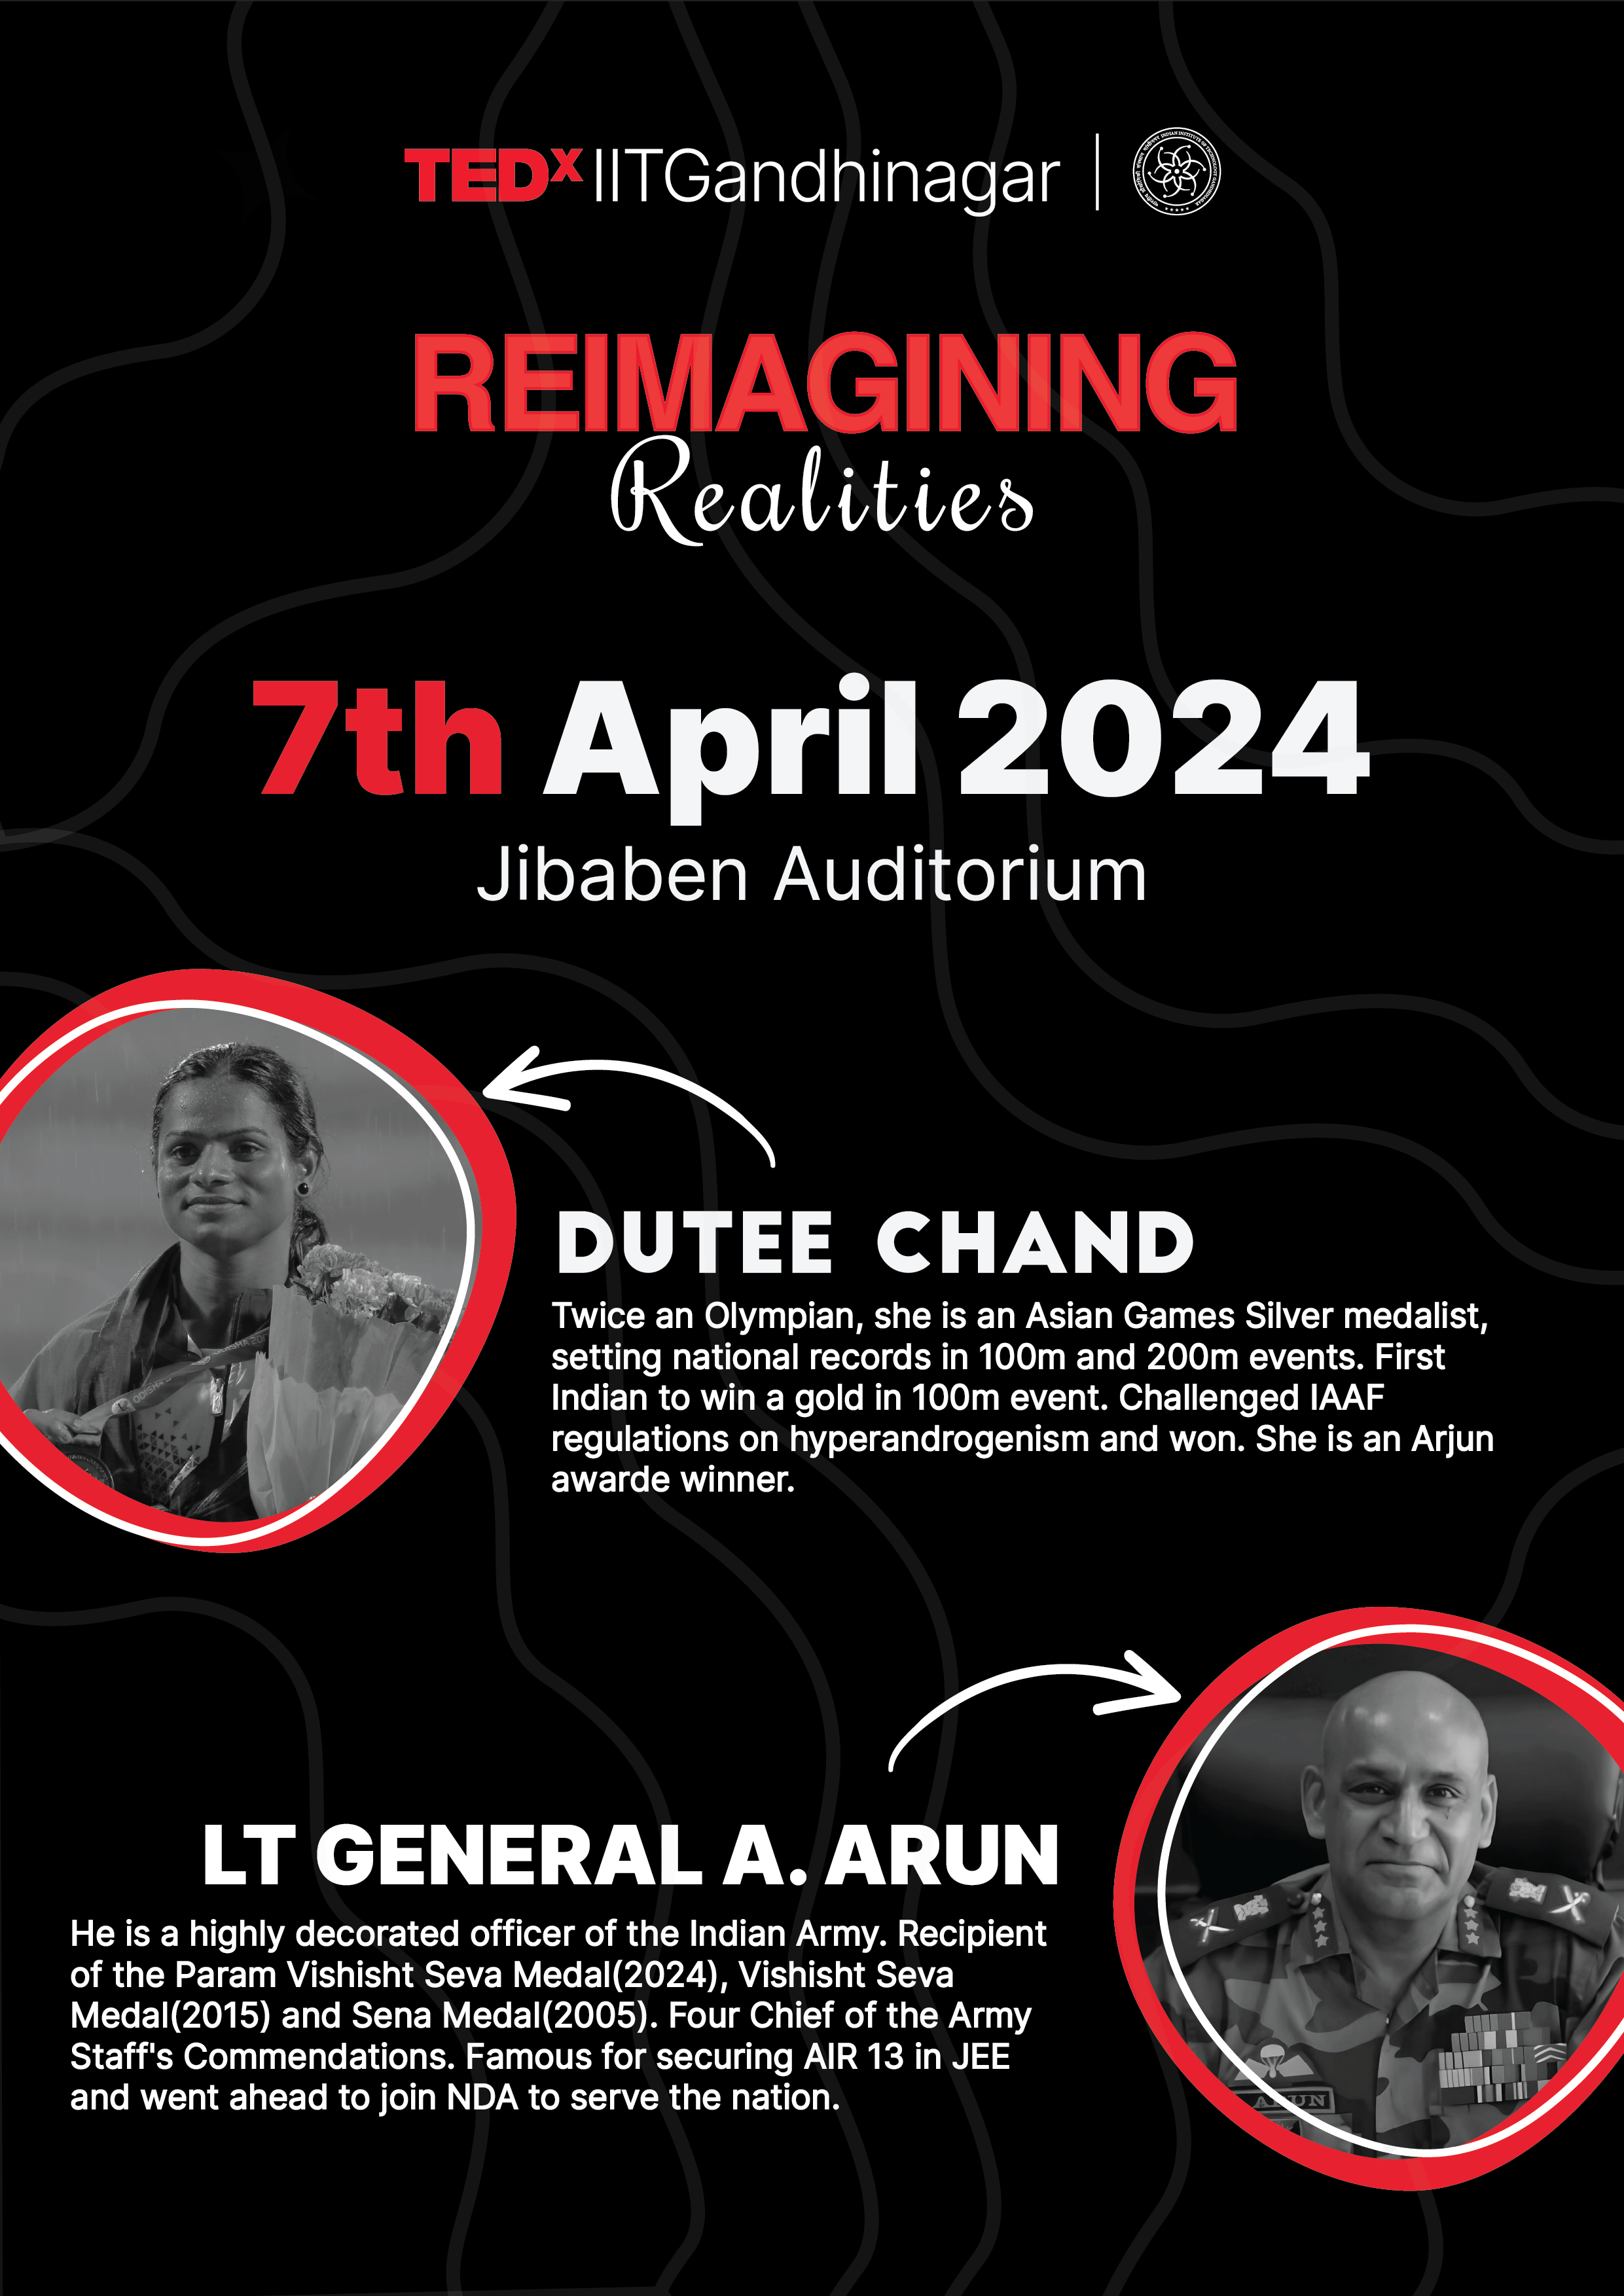 TEDx IITGandhinagar
REIMAGINING
Realities
7th April 2024
Jibaben Auditorium
DUTEE CHAND
Twice an Olympian, she is an Asian Games Silver medalist,
setting national records in 100m and 200m events. First
Indian to win a gold in 100m event. Challenged IAAF
regulations on hyperandrogenism and won. She is an Arjun
awarde winner.
LT GENERAL A. ARUN
He is a highly decorated officer of the Indian Army. Recipient
of the Param Vishisht Seva Medal(2024), Vishisht Seva
Medal(2015) and Sena Medal(2005). Four Chief of the Army
Staff's Commendations. Famous for securing AIR 13 in JEE
and went ahead to join NDA to serve the nation.
ARUN